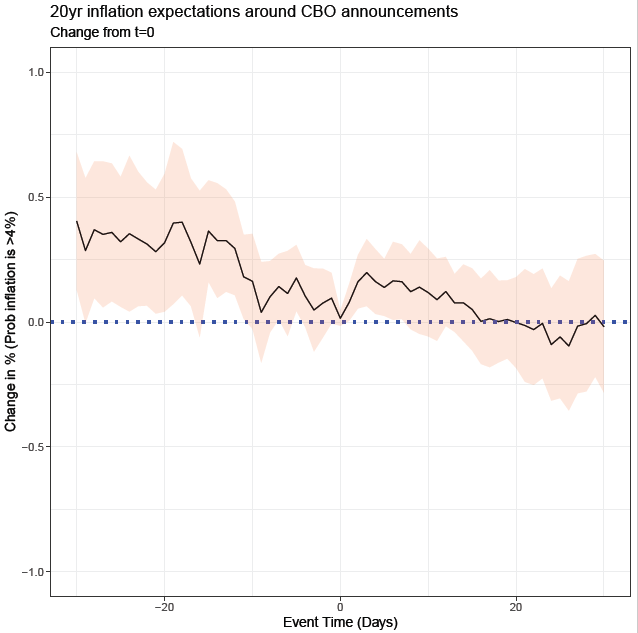 20yr inflation expectations around CBO announcements
Change from t=0
Change in % (Prob inflation is >4%)
1.0
0.5
0.0
−0.5
−1.0
−20
0
20
Event Time (Days)